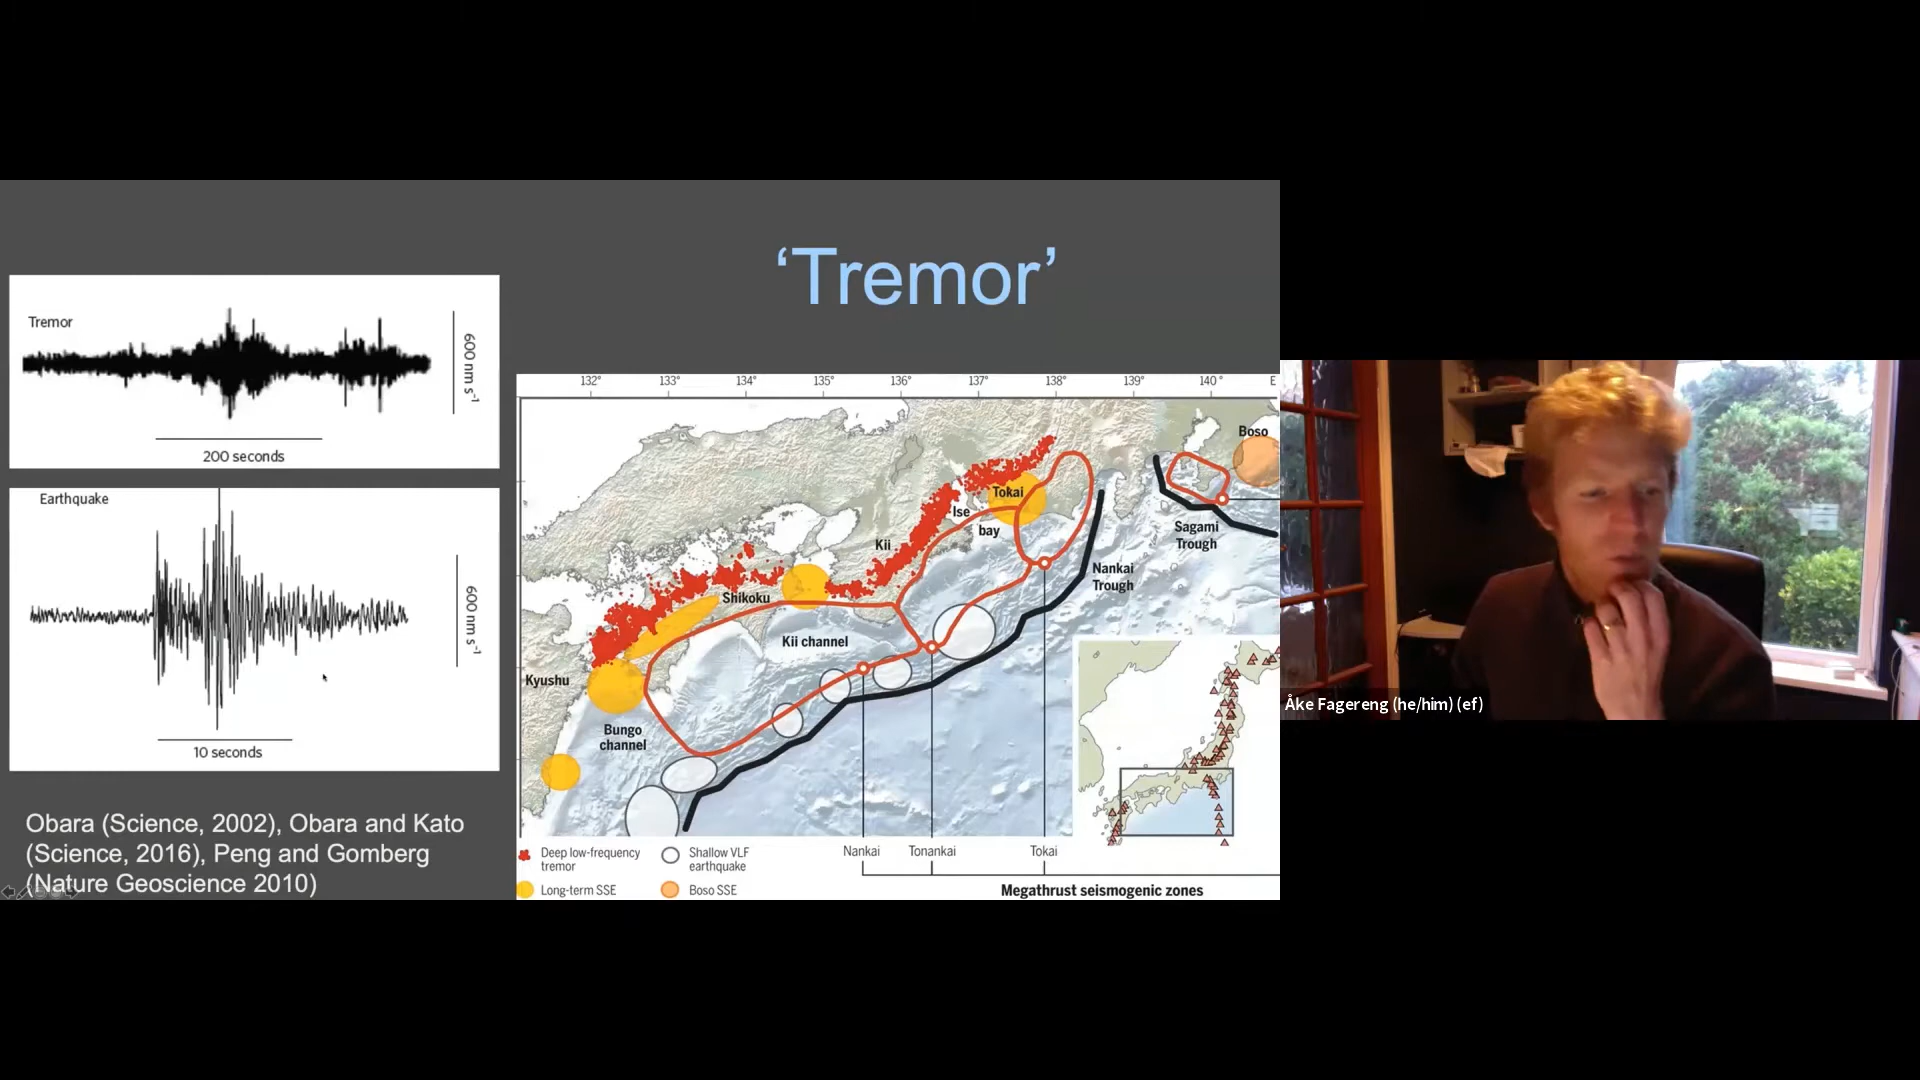 ‘Tremor’
Tremor
600 nm s-1
200 seconds
Earthquake
600 nm s-1
10 seconds
Obara (Science, 2002), Obara and Kato
(Science, 2016), Peng and Gomberg
(Nature Geoscience 2010)
132° 133° 134° 135° 136° 137° 138° 139° 140° E
Boso
Tokai
Ise
bay
Kii
Sagami
Trough
Nankai
Trough
Shikoku
Kii channel
Kyushu
Bungo
channel
Deep low-frequency
tremor
Shallow VLF
earthquake
Long-term SSE
Boso SSE
Nankai
Tonankai
Tokai
Megathrust seismogenic zones
Åke Fagereng (he/him) (ef)